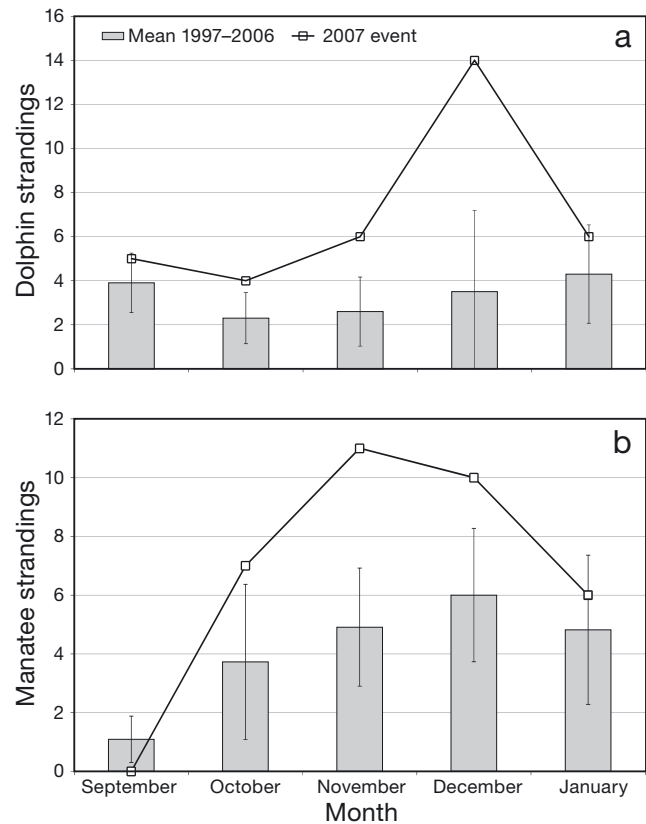 16
14
12
10
8
6
4
2
0
Dolphin strandings
Mean 1997–2006
2007 event
a
12
10
8
6
4
2
0
Manatee strandings
b
September October November December January
Month